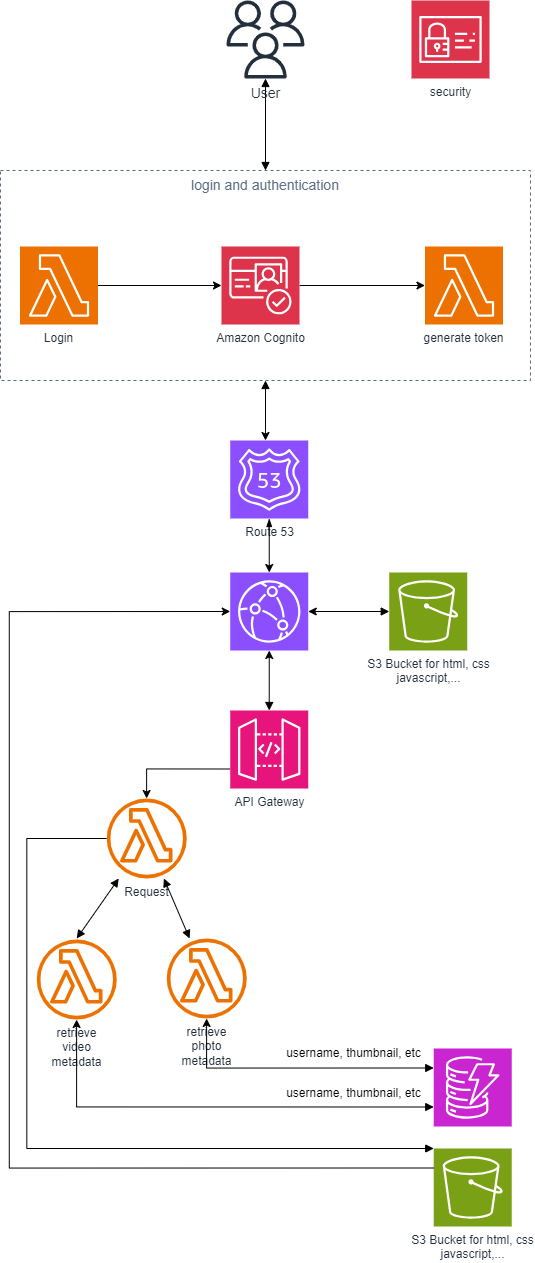 User
security
login and authentication
Login
Amazon Cognito
generate token
53
Route 53
S3 Bucket for html, css
javascript,...
</>
API Gateway
Request
retrieve
video
metadata
retrieve
photo
metadata
username, thumbnail, etc
username, thumbnail, etc
S3 Bucket for html, css
javascript,...